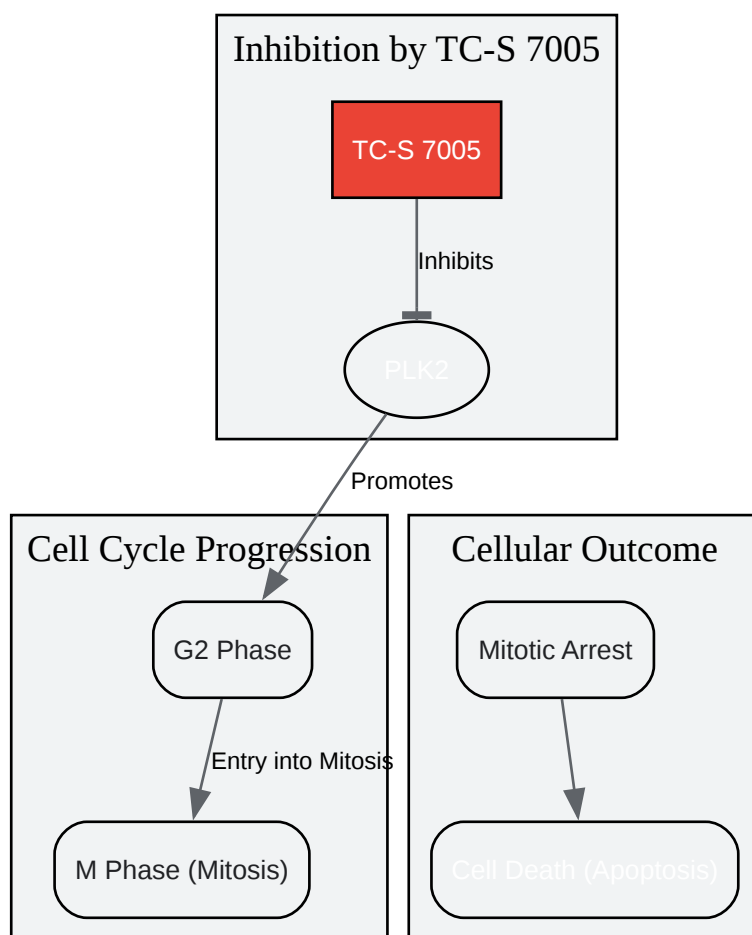 Inhibition by TC-S 7005
TC-S 7005
Inhibits
PLK2
Promotes
Cell Cycle Progression
G2 Phase
Entry into Mitosis
M Phase (Mitosis)
Cellular Outcome
Mitotic Arrest
Cell Death (Apoptosis)